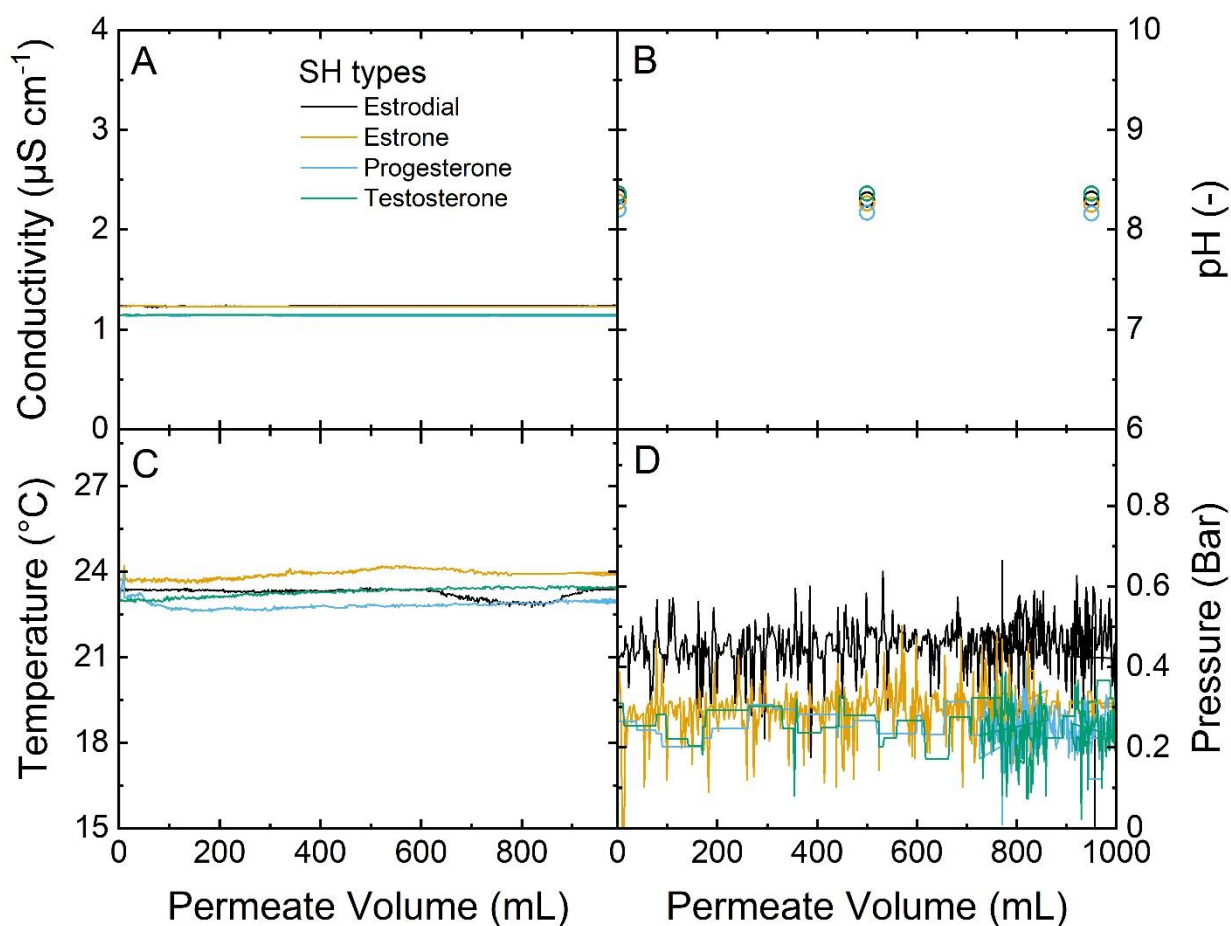 A
B
SH types
Estrodial
Estrone
Progesterone
Testosterone
Conductivity (µS cm⁻¹)
4
3
2
1
0
pH (-)
10
9
8
7
6
C
D
Temperature (°C)
27
24
21
18
15
Pressure (Bar)
0.8
0.6
0.4
0.2
0
0 200 400 600 800
0 200 400 600 800 1000
Permeate Volume (mL)
Permeate Volume (mL)